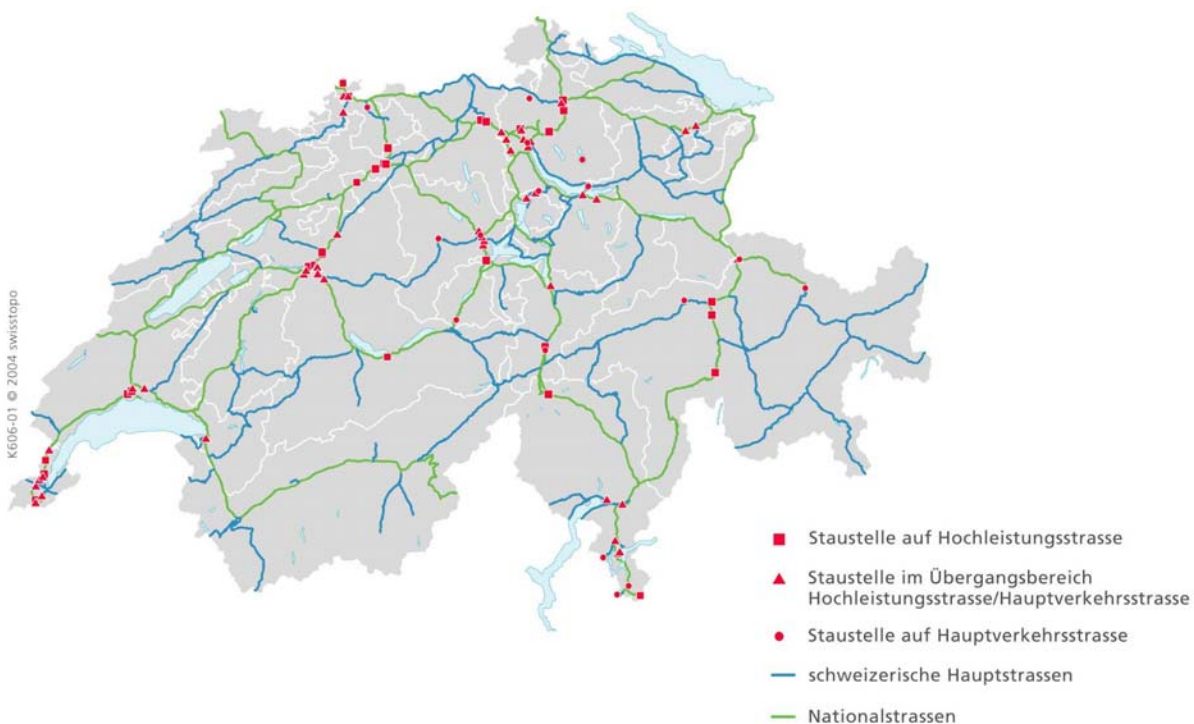 K606-01 © 2004 swisstopo
Staustelle auf Hochleistungsstrasse
Staustelle im Übergangsbereich
Hochleistungsstrasse/Hauptverkehrsstrasse
Staustelle auf Hauptverkehrsstrasse
schweizerische Hauptstrassen
Nationalstrassen